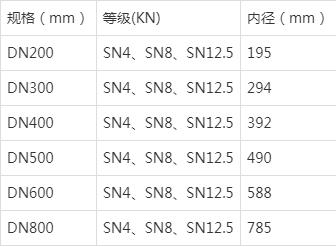 规格（mm） 等级(KN) 内径（mm）
DN200 SN4、SN8、SN12.5 195
DN300 SN4、SN8、SN12.5 294
DN400 SN4、SN8、SN12.5 392
DN500 SN4、SN8、SN12.5 490
DN600 SN4、SN8、SN12.5 588
DN800 SN4、SN8、SN12.5 785